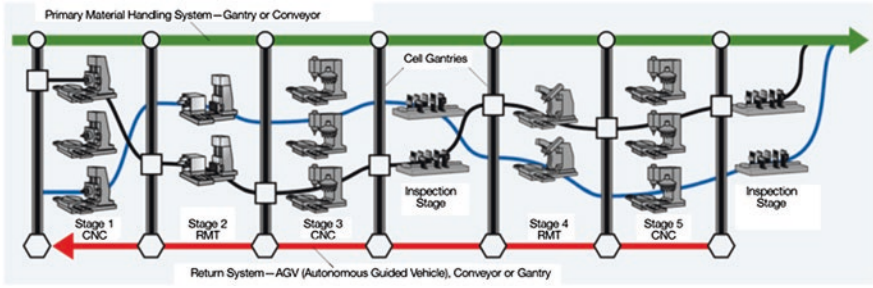 Primary Material Handling System—Gantry or Conveyor
Cell Gantries
Inspection
Stage
Inspection
Stage
Stage 1
CNC
Stage 2
RMT
Stage 3
CNC
Stage 4
RMT
Stage 5
CNC
Return System—AGV (Autonomous Guided Vehicle), Conveyor or Gantry